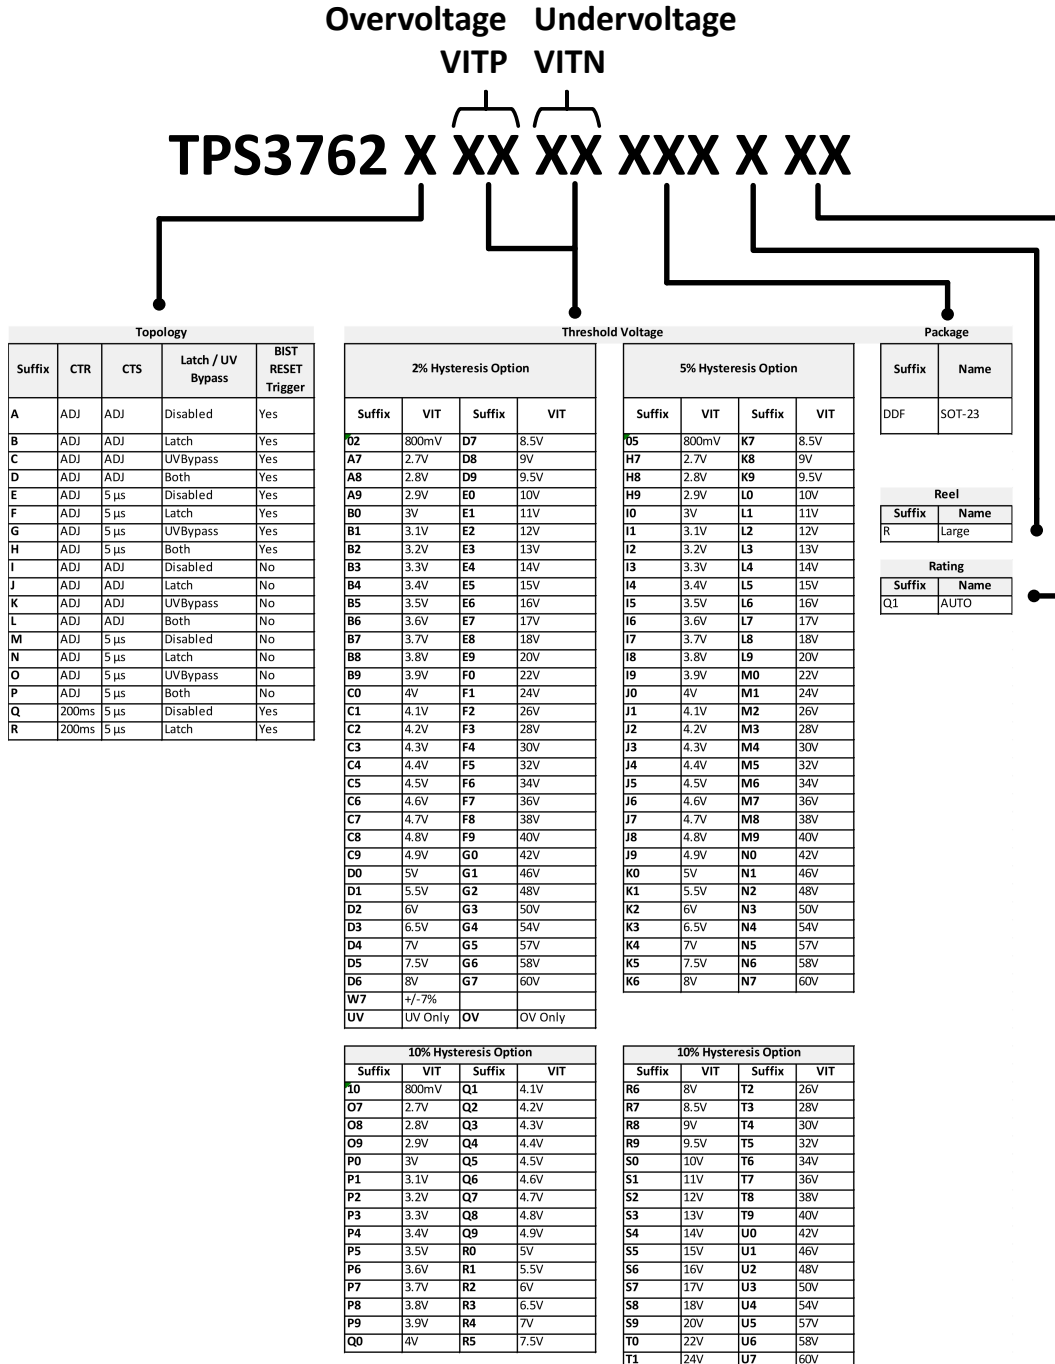 Overvoltage Undervoltage
VITP VITN
TPS3762 X XX XX XXX X XX
Topology
Suffix CTR CTS Latch / UV Bypass BIST RESET Trigger
A ADJ ADJ Disabled Yes
B ADJ ADJ Latch Yes
C ADJ ADJ UVBypass Yes
D ADJ ADJ Both Yes
E ADJ 5 µs Disabled Yes
F ADJ 5 µs Latch Yes
G ADJ 5 µs UVBypass Yes
H ADJ 5 µs Both Yes
I ADJ ADJ Disabled No
J ADJ ADJ Latch No
K ADJ ADJ UVBypass No
L ADJ ADJ Both No
M ADJ 5 µs Disabled No
N ADJ 5 µs Latch No
O ADJ 5 µs UVBypass No
P ADJ 5 µs Both No
Q 200ms 5 µs Disabled Yes
R 200ms 5 µs Latch Yes
Threshold Voltage
2% Hysteresis Option
Suffix VIT Suffix VIT
02 800mV D7 8.5V
A7 2.7V D8 9V
A8 2.8V D9 9.5V
A9 2.9V E0 10V
B0 3V E1 11V
B1 3.1V E2 12V
B2 3.2V E3 13V
B3 3.3V E4 14V
B4 3.4V E5 15V
B5 3.5V E6 16V
B6 3.6V E7 17V
B7 3.7V E8 18V
B8 3.8V E9 20V
B9 3.9V F0 22V
C0 4V F1 24V
C1 4.1V F2 26V
C2 4.2V F3 28V
C3 4.3V F4 30V
C4 4.4V F5 32V
C5 4.5V F6 34V
C6 4.6V F7 36V
C7 4.7V F8 38V
C8 4.8V F9 40V
C9 4.9V G0 42V
D0 5V G1 46V
D1 5.5V G2 48V
D2 6V G3 50V
D3 6.5V G4 54V
D4 7V G5 57V
D5 7.5V G6 58V
D6 8V G7 60V
W7 +/-7%
UV UV Only OV OV Only
5% Hysteresis Option
Suffix VIT Suffix VIT
05 800mV K7 8.5V
H7 2.7V K8 9V
H8 2.8V K9 9.5V
H9 2.9V L0 10V
I0 3V L1 11V
I1 3.1V L2 12V
I2 3.2V L3 13V
I3 3.3V L4 14V
I4 3.4V L5 15V
I5 3.5V L6 16V
I6 3.6V L7 17V
I7 3.7V L8 18V
I8 3.8V L9 20V
I9 3.9V M0 22V
J0 4V M1 24V
J1 4.1V M2 26V
J2 4.2V M3 28V
J3 4.3V M4 30V
J4 4.4V M5 32V
J5 4.5V M6 34V
J6 4.6V M7 36V
J7 4.7V M8 38V
J8 4.8V M9 40V
J9 4.9V N0 42V
K0 5V N1 46V
K1 5.5V N2 48V
K2 6V N3 50V
K3 6.5V N4 54V
K4 7V N5 57V
K5 7.5V N6 58V
K6 8V N7 60V
Package
Suffix Name
DDF SOT-23
Reel
Suffix Name
R Large
Rating
Suffix Name
Q1 AUTO
10% Hysteresis Option
Suffix VIT Suffix VIT
10 800mV Q1 4.1V
O7 2.7V Q2 4.2V
O8 2.8V Q3 4.3V
O9 2.9V Q4 4.4V
P0 3V Q5 4.5V
P1 3.1V Q6 4.6V
P2 3.2V Q7 4.7V
P3 3.3V Q8 4.8V
P4 3.4V Q9 4.9V
P5 3.5V R0 5V
P6 3.6V R1 5.5V
P7 3.7V R2 6V
P8 3.8V R3 6.5V
P9 3.9V R4 7V
Q0 4V R5 7.5V
10% Hysteresis Option
Suffix VIT Suffix VIT
R6 8V T2 26V
R7 8.5V T3 28V
R8 9V T4 30V
R9 9.5V T5 32V
S0 10V T6 34V
S1 11V T7 36V
S2 12V T8 38V
S3 13V T9 40V
S4 14V U0 42V
S5 15V U1 46V
S6 16V U2 48V
S7 17V U3 50V
S8 18V U4 54V
S9 20V U5 57V
T0 22V U6 58V
T1 24V U7 60V